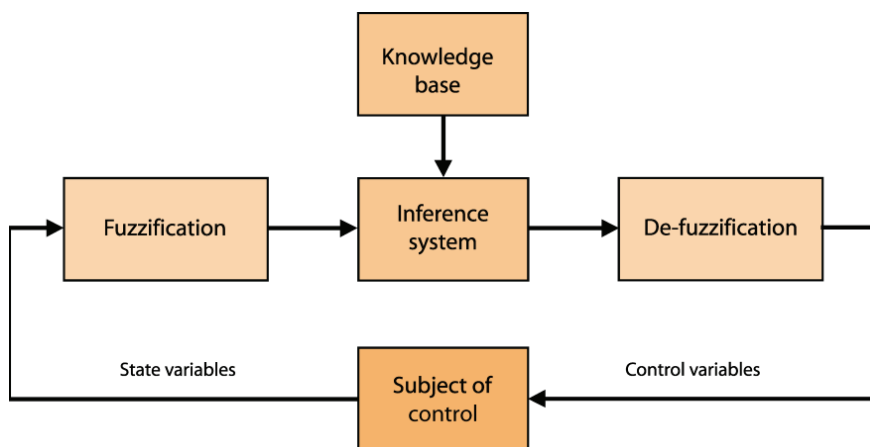 Knowledge
base
Fuzzification
Inference
system
De-fuzzification
State variables
Control variables
Subject of
control